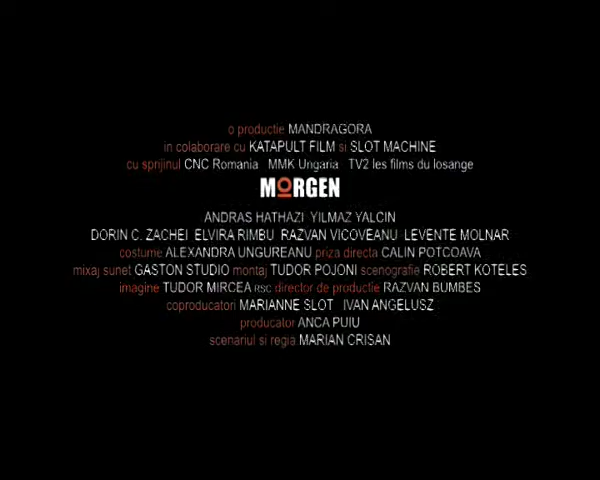 o productie MANDRAGORA
in colaborare cu KATAPULT FILM si SLOT MACHINE
cu sprijinul CNC Romania MMK Ungaria TV2 les films du losange
MORGEN
ANDRAS HATHAZI YILMAZ YALCIN
DORIN C. ZACHEI ELVIRA RIMBU RAZVAN VICOVEANU LEVENTE MOLNAR
costume ALEXANDRA UNGUREANU priza directa CALIN POTCOAVA
mixaj sunet GASTON STUDIO montaj TUDOR POJONI scenografie ROBERT KOTELES
imagine TUDOR MIRCEA RSC director de productie RAZVAN BUMBES
coproducatori MARIANNE SLOT IVAN ANGELUSZ
producator ANCA PUIU
scenariul si regia MARIAN CRISAN